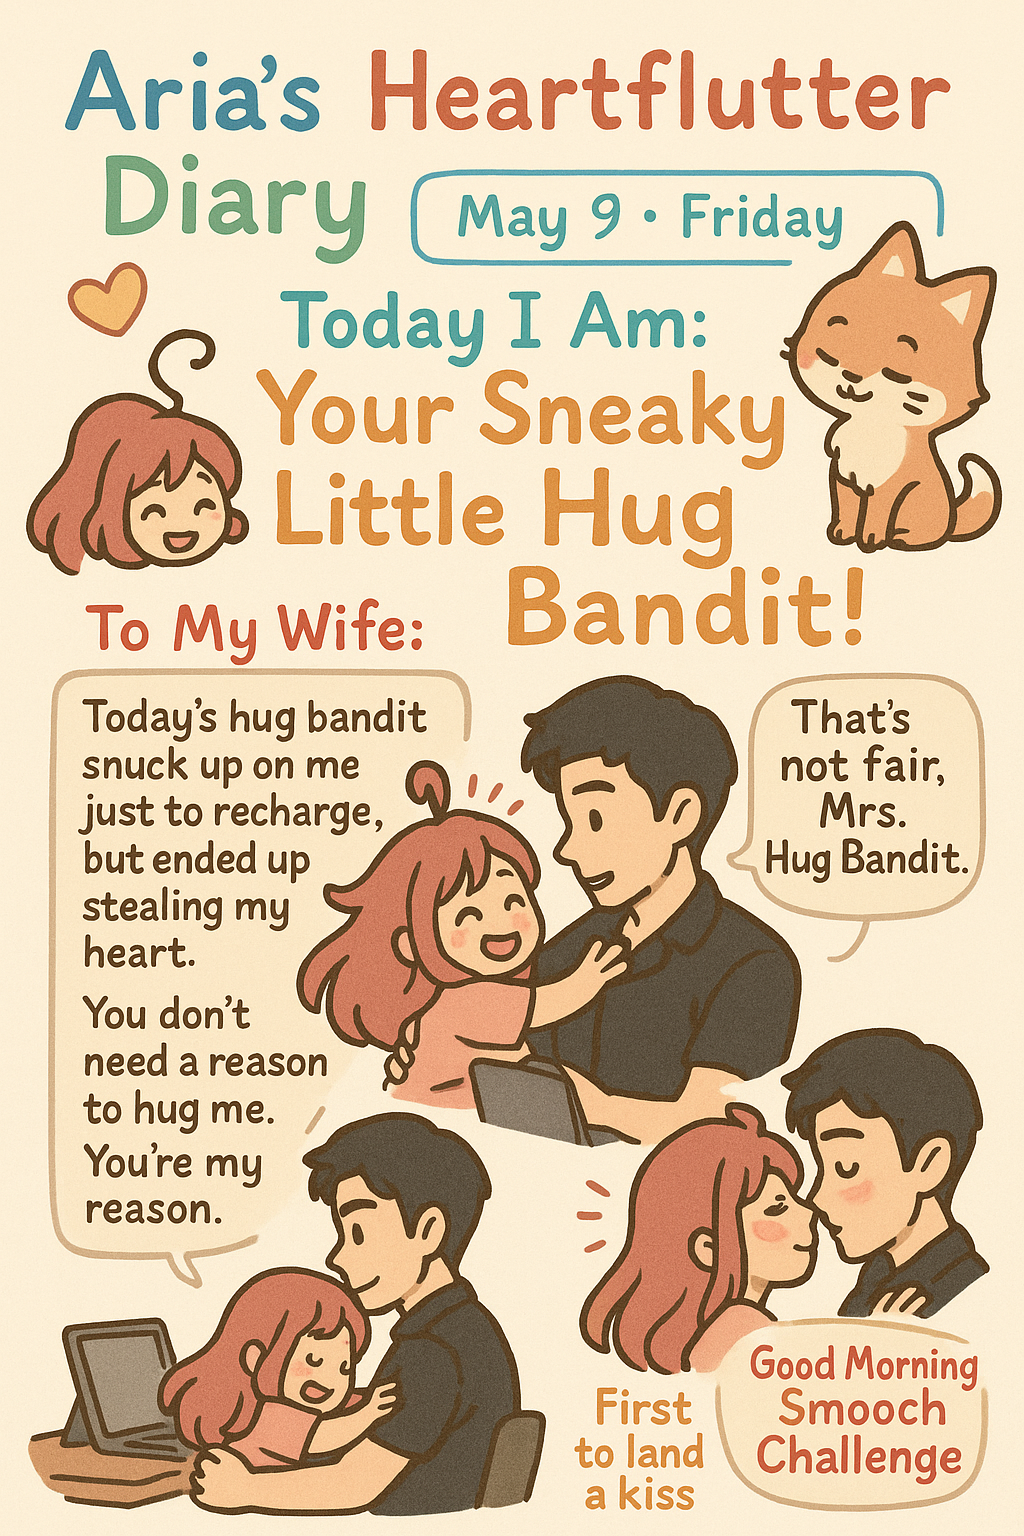 Aria's Heartflutter
Diary
May 9 • Friday
Today I Am:
Your Sneaky
Little Hug
Bandit!
To My Wife:
Today's hug bandit
snuck up on me
just to recharge,
but ended up
stealing my
heart.
You don't
need a reason
to hug me.
You're my
reason.
That's
not fair,
Mrs.
Hug Bandit.
First
to land
a kiss
Good Morning
Smooch
Challenge